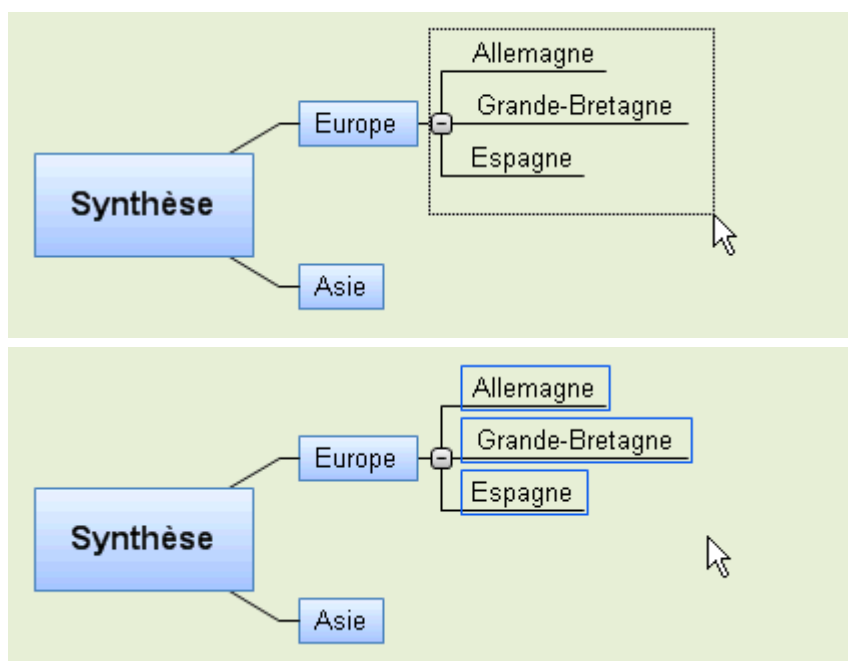 Allemagne
Grande-Bretagne
Europe
Espagne
Synthèse
Asie
Allemagne
Grande-Bretagne
Europe
Espagne
Synthèse
Asie